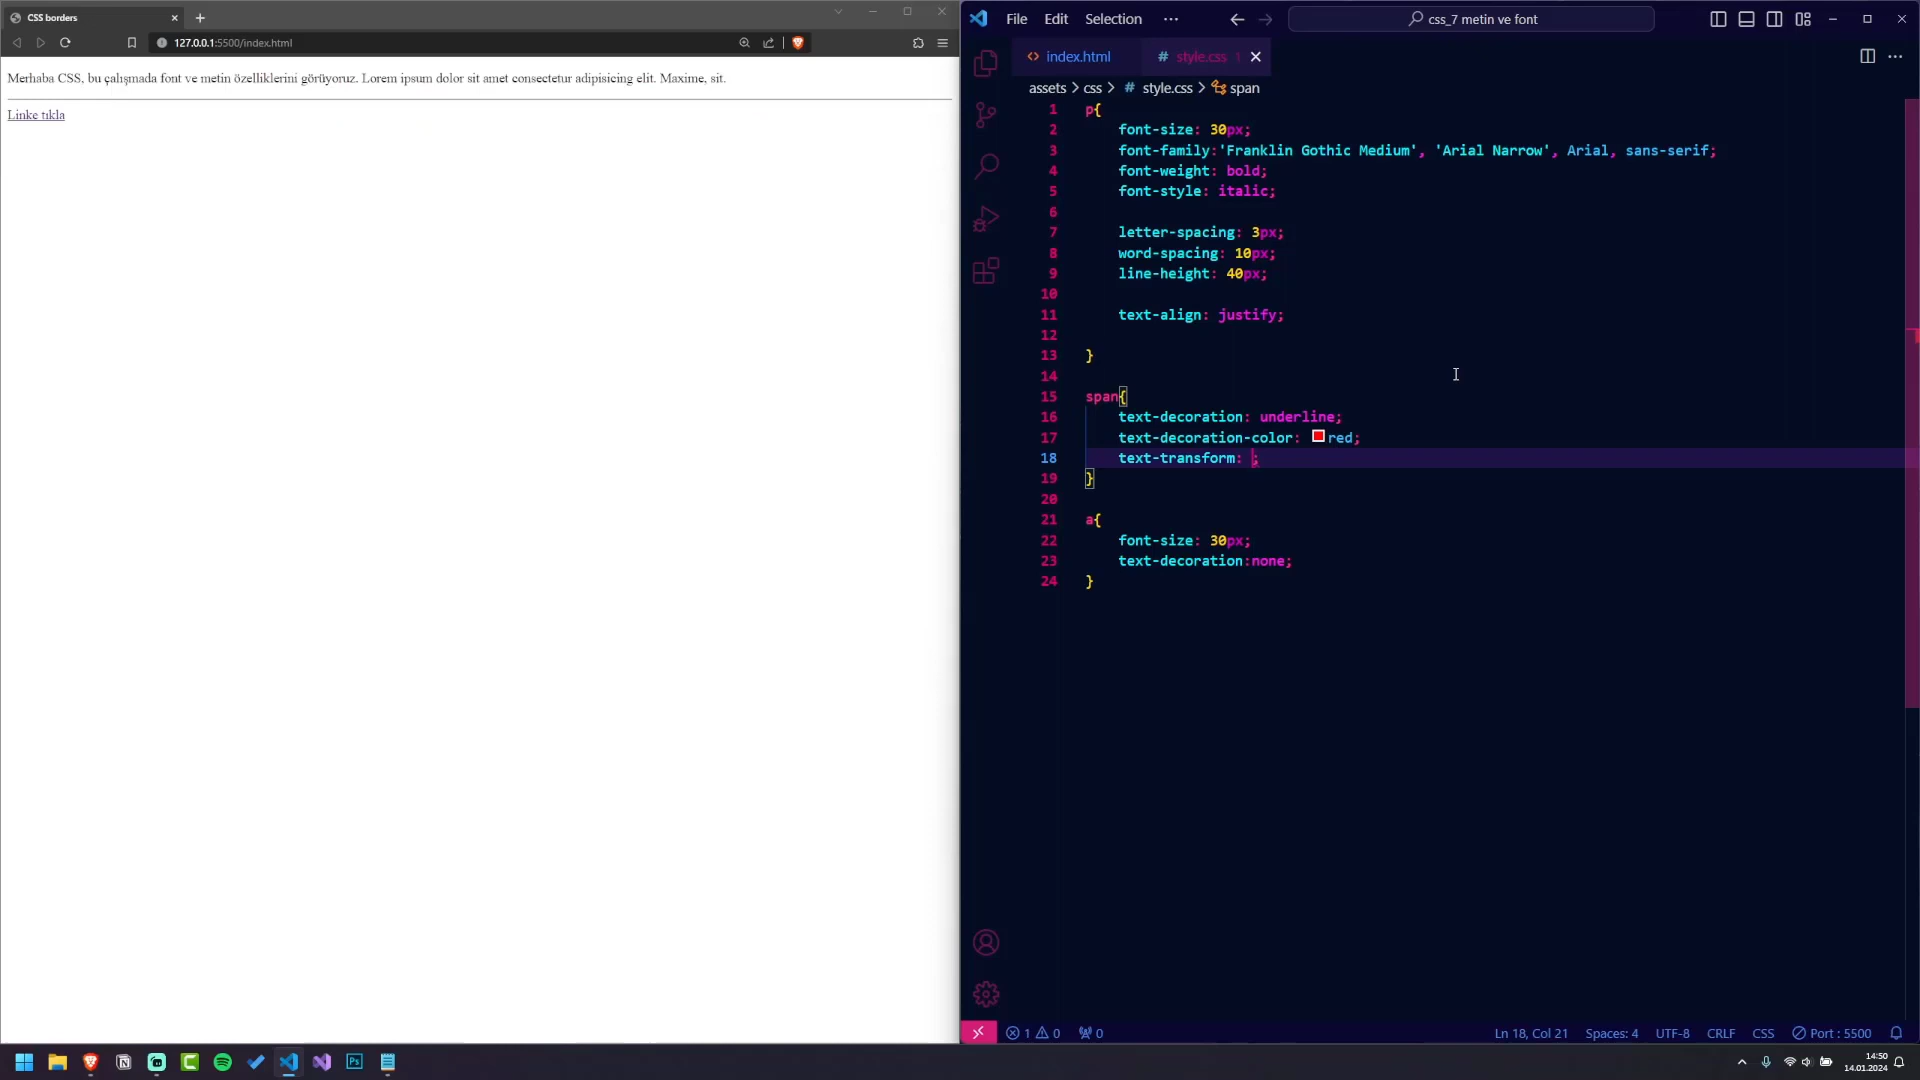 CSS borders
127.0.0.1:5500/index.html
Merhaba CSS, bu çalışmada font ve metin özelliklerini görüyoruz. Lorem ipsum dolor sit amet consectetur adipisicing elit. Maxime, sit.
Linke tıkla
File Edit Selection ···
css_7 metin ve font
index.html
# style.css 1
assets > css > # style.css > span
1 p{
2 font-size: 30px;
3 font-family:'Franklin Gothic Medium', 'Arial Narrow', Arial, sans-serif;
4 font-weight: bold;
5 font-style: italic;
6
7 letter-spacing: 3px;
8 word-spacing: 10px;
9 line-height: 40px;
10
11 text-align: justify;
12
13 }
14
15 span{
16 text-decoration: underline;
17 text-decoration-color: red;
18 text-transform: ;
19 }
20
21 a{
22 font-size: 30px;
23 text-decoration:none;
24 }
1 0 0
Ln 18, Col 21 Spaces: 4 UTF-8 CRLF CSS Port : 5500
Ps
14:50
14.01.2024